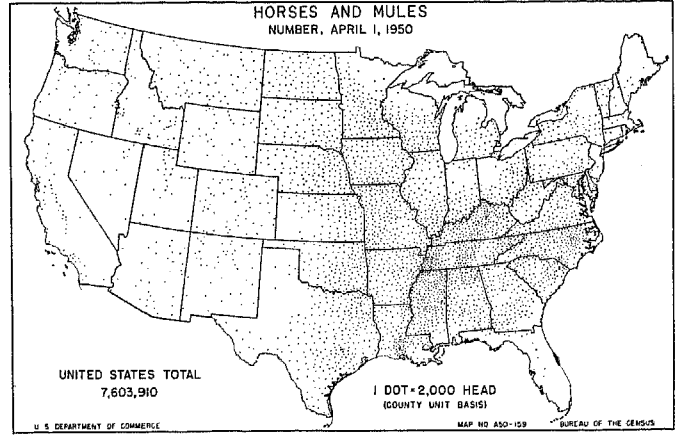 HORSES AND MULES
NUMBER, APRIL 1, 1950
UNITED STATES TOTAL
7,603,910
1 DOT=2,000 HEAD
(COUNTY UNIT BASIS)
U S DEPARTMENT OF COMMERCE
MAP NO A50-159
BUREAU OF THE CENSUS